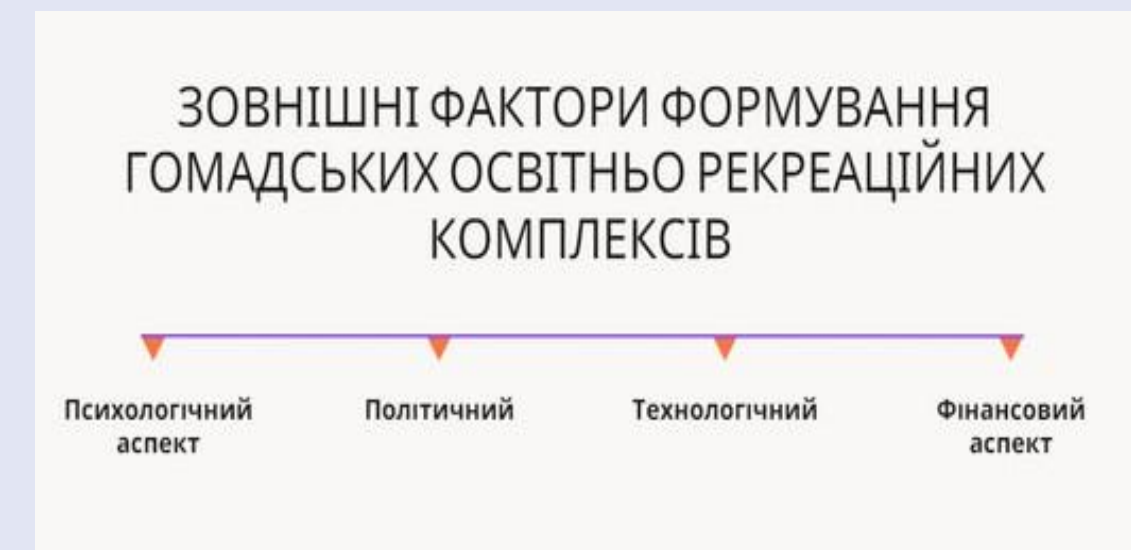 ЗОВНІШНІ ФАКТОРИ ФОРМУВАННЯ
ГОМАДСЬКИХ ОСВІТНЬО РЕКРЕАЦІЙНИХ
КОМПЛЕКСІВ
Психологічний
аспект
Політичний
Технологічний
Фінансовий
аспект